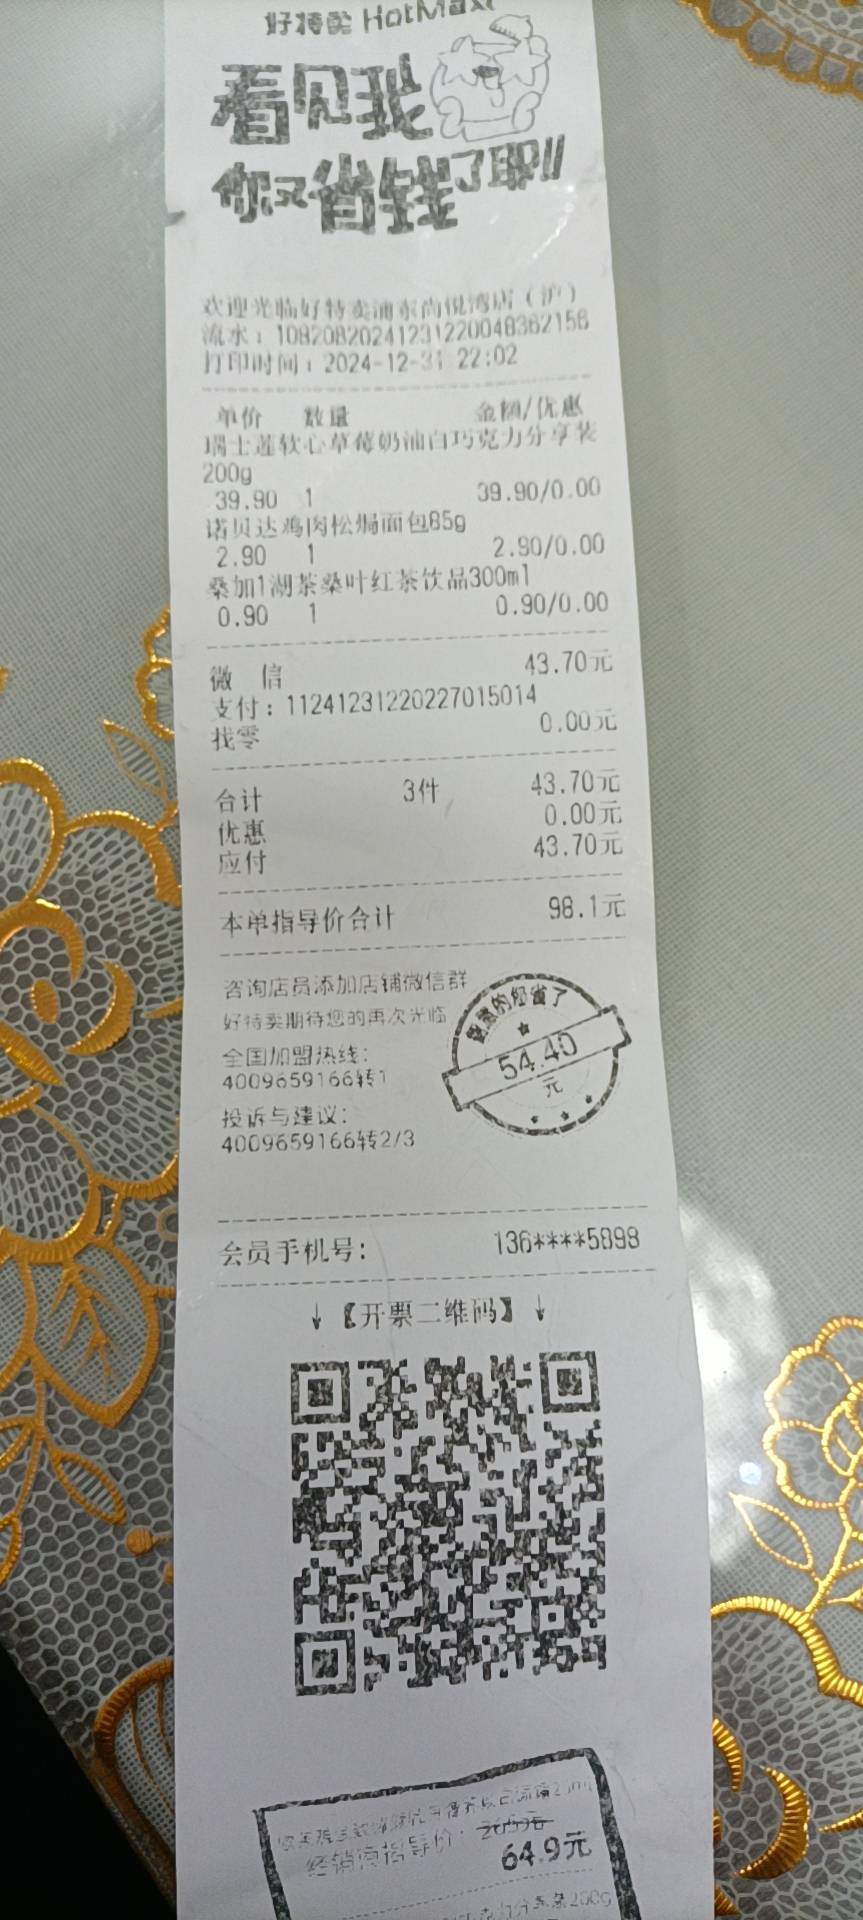 好特卖 HotMaxx
看见我
你又省钱了耶!!
欢迎光临好特卖浦东尚悦湾店（沪）
流水：108208202412312200483621​56
打印时间：2024-12-31 22:02
单价 数量 金额/优惠
瑞士莲软心草莓奶油白巧克力分享装
200g
39.90 1 39.90/0.00
诺贝达鸡肉松焗面包85g
2.90 1 2.90/0.00
桑加1湖茶桑叶红茶饮品300ml
0.90 1 0.90/0.00
微 信 43.70元
支付：11241231220227015014
找零 0.00元
合计 3件 43.70元
优惠 0.00元
应付 43.70元
本单指导价合计 98.1元
咨询店员添加店铺微信群
好特卖期待您的再次光临
全国加盟热线：
4009659166转1
投诉与建议：
4009659166转2/3
的您省了
54.40
元
会员手机号： 136****5898
↓【开票二维码】↓
经销商指导价：
64.9元